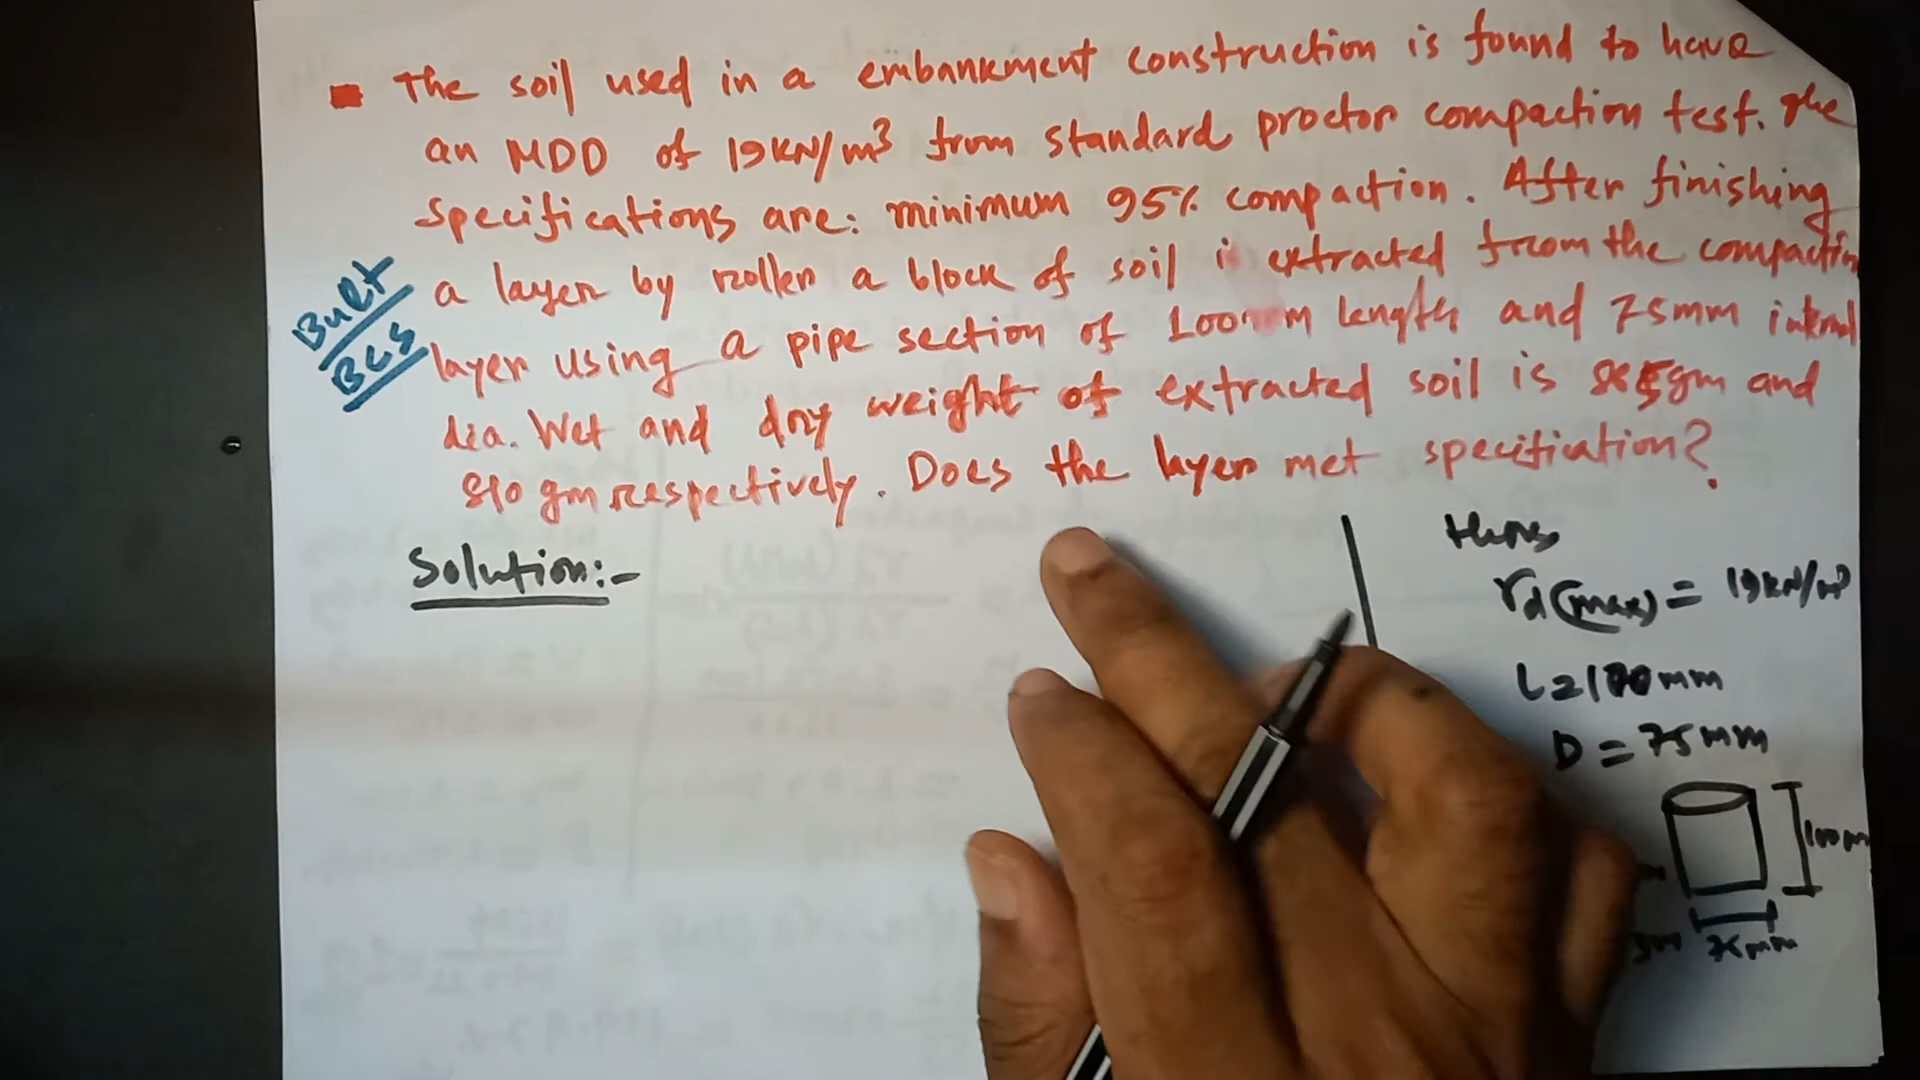 The soil used in a embankment construction is found to have
an MDD of 19KN/m³ from standard proctor compaction test. The
specifications are: minimum 95% compaction. After finishing
Buet
BCS
a layer by roller a block of soil is extracted from the compaction
layer using a pipe section of 100mm length and 75mm internal
dia. Wet and dry weight of extracted soil is gm and
810 gm respectively. Does the layer met specification?
Solution:-
γd(max) = 19KN/m³
L=100mm
D = 75mm
100m
75mm